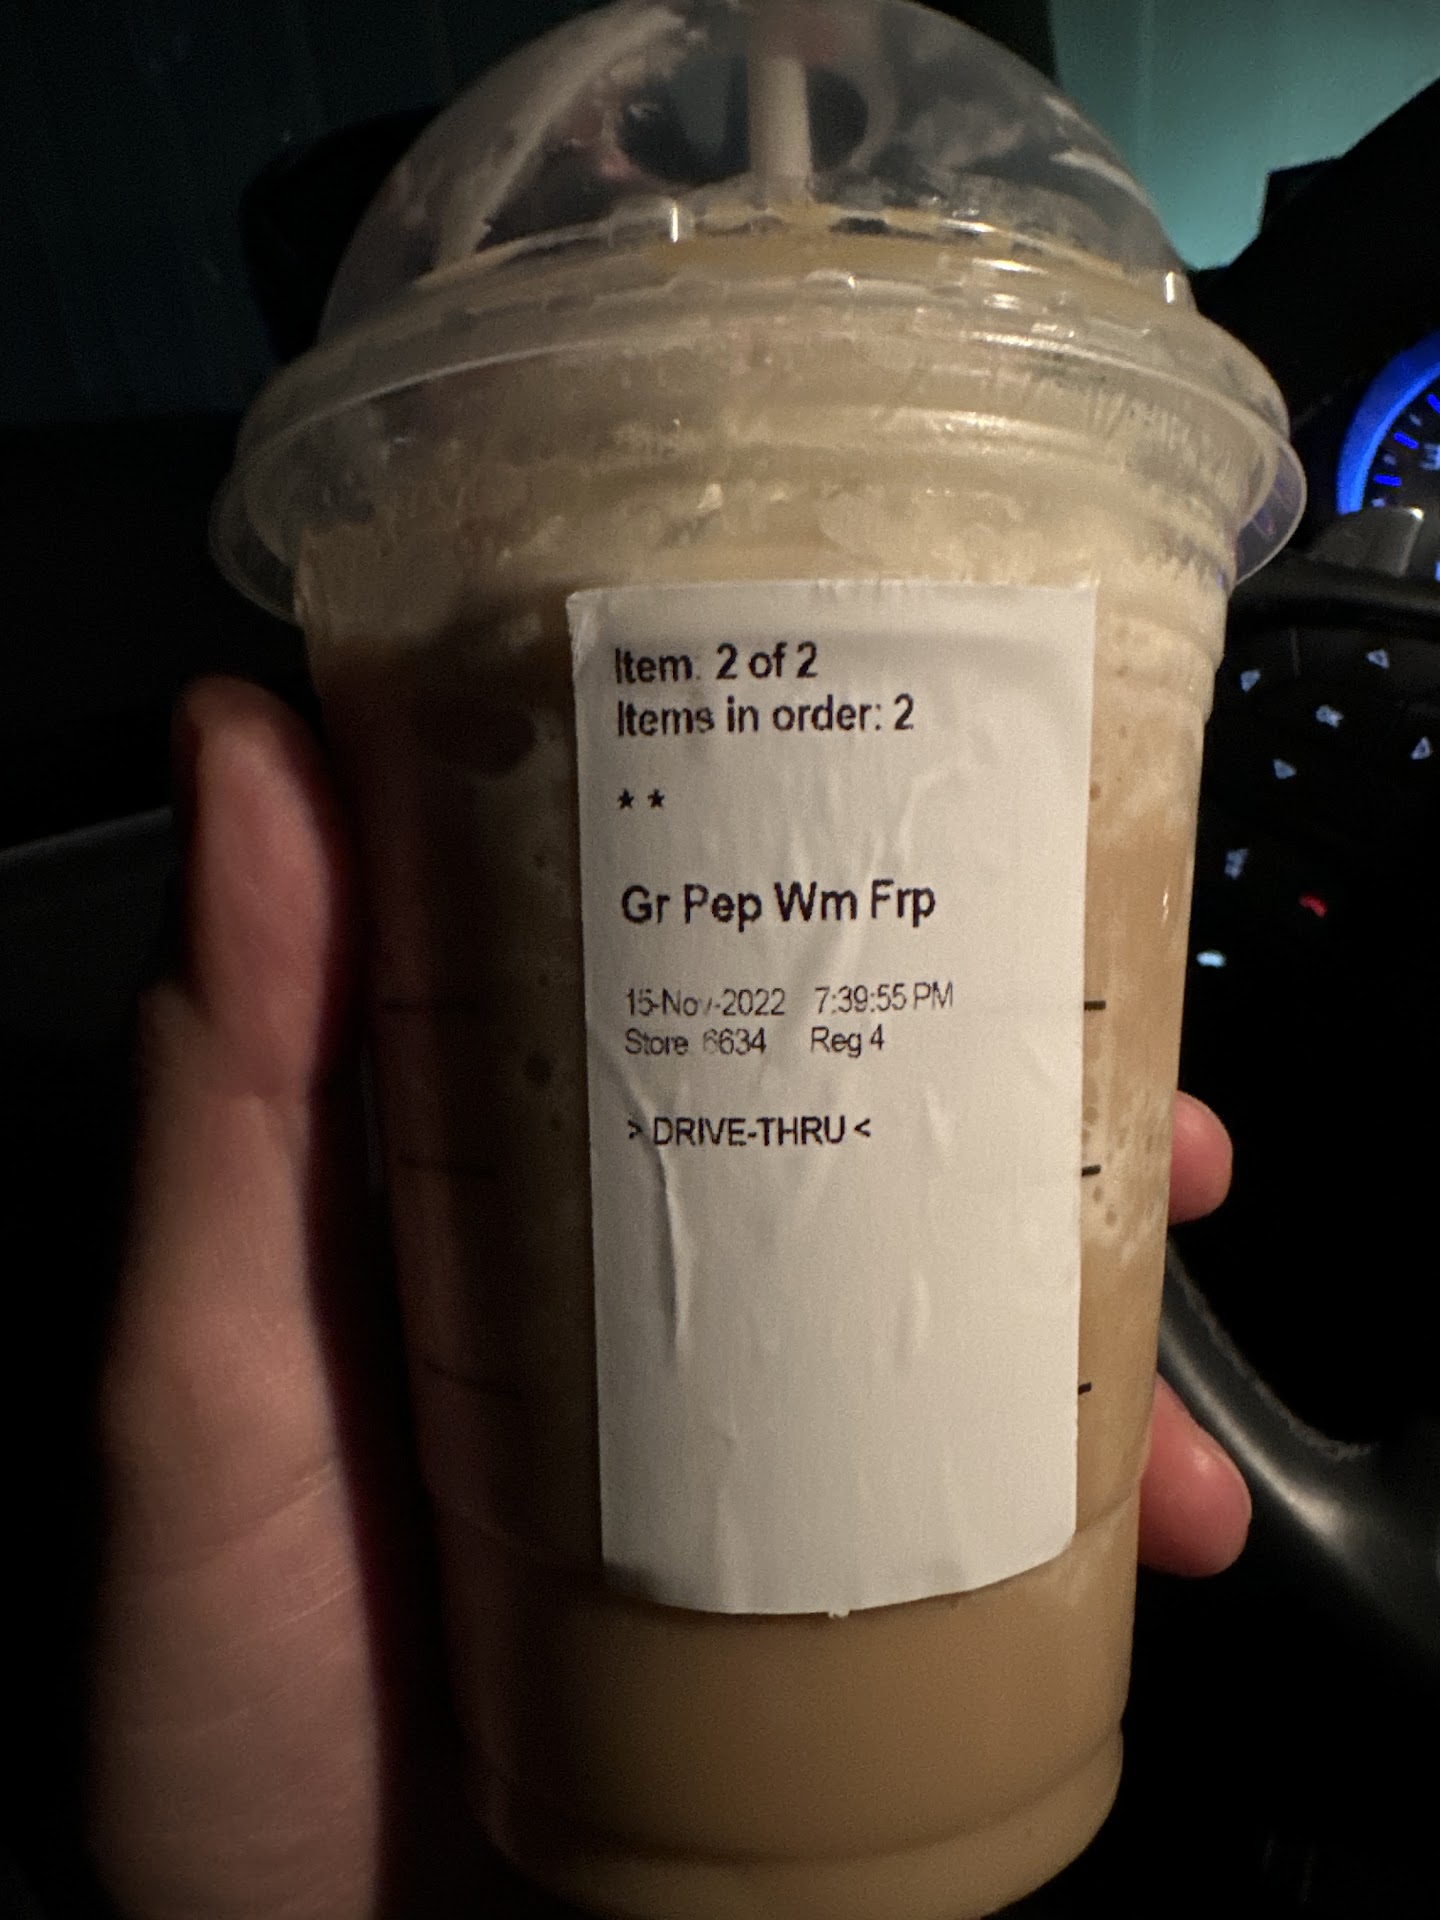 Item: 2 of 2
Items in order: 2
* *
Gr Pep Wm Frp
15-Nov-2022 7:39:55 PM
Store: 6634 Reg 4
> DRIVE-THRU <
OK